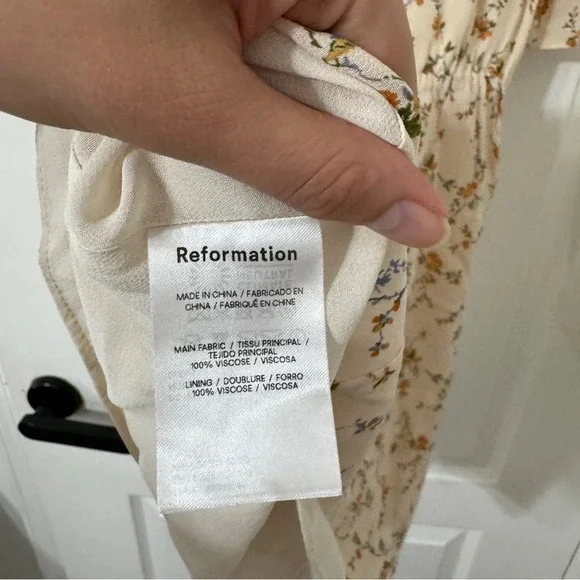 Reformation
MADE IN CHINA / FABRICADO EN
CHINA / FABRIQUÉ EN CHINE
MAIN FABRIC / TISSU PRINCIPAL /
TEJIDO PRINCIPAL
100% VISCOSE / VISCOSA
LINING / DOUBLURE / FORRO
100% VISCOSE / VISCOSA